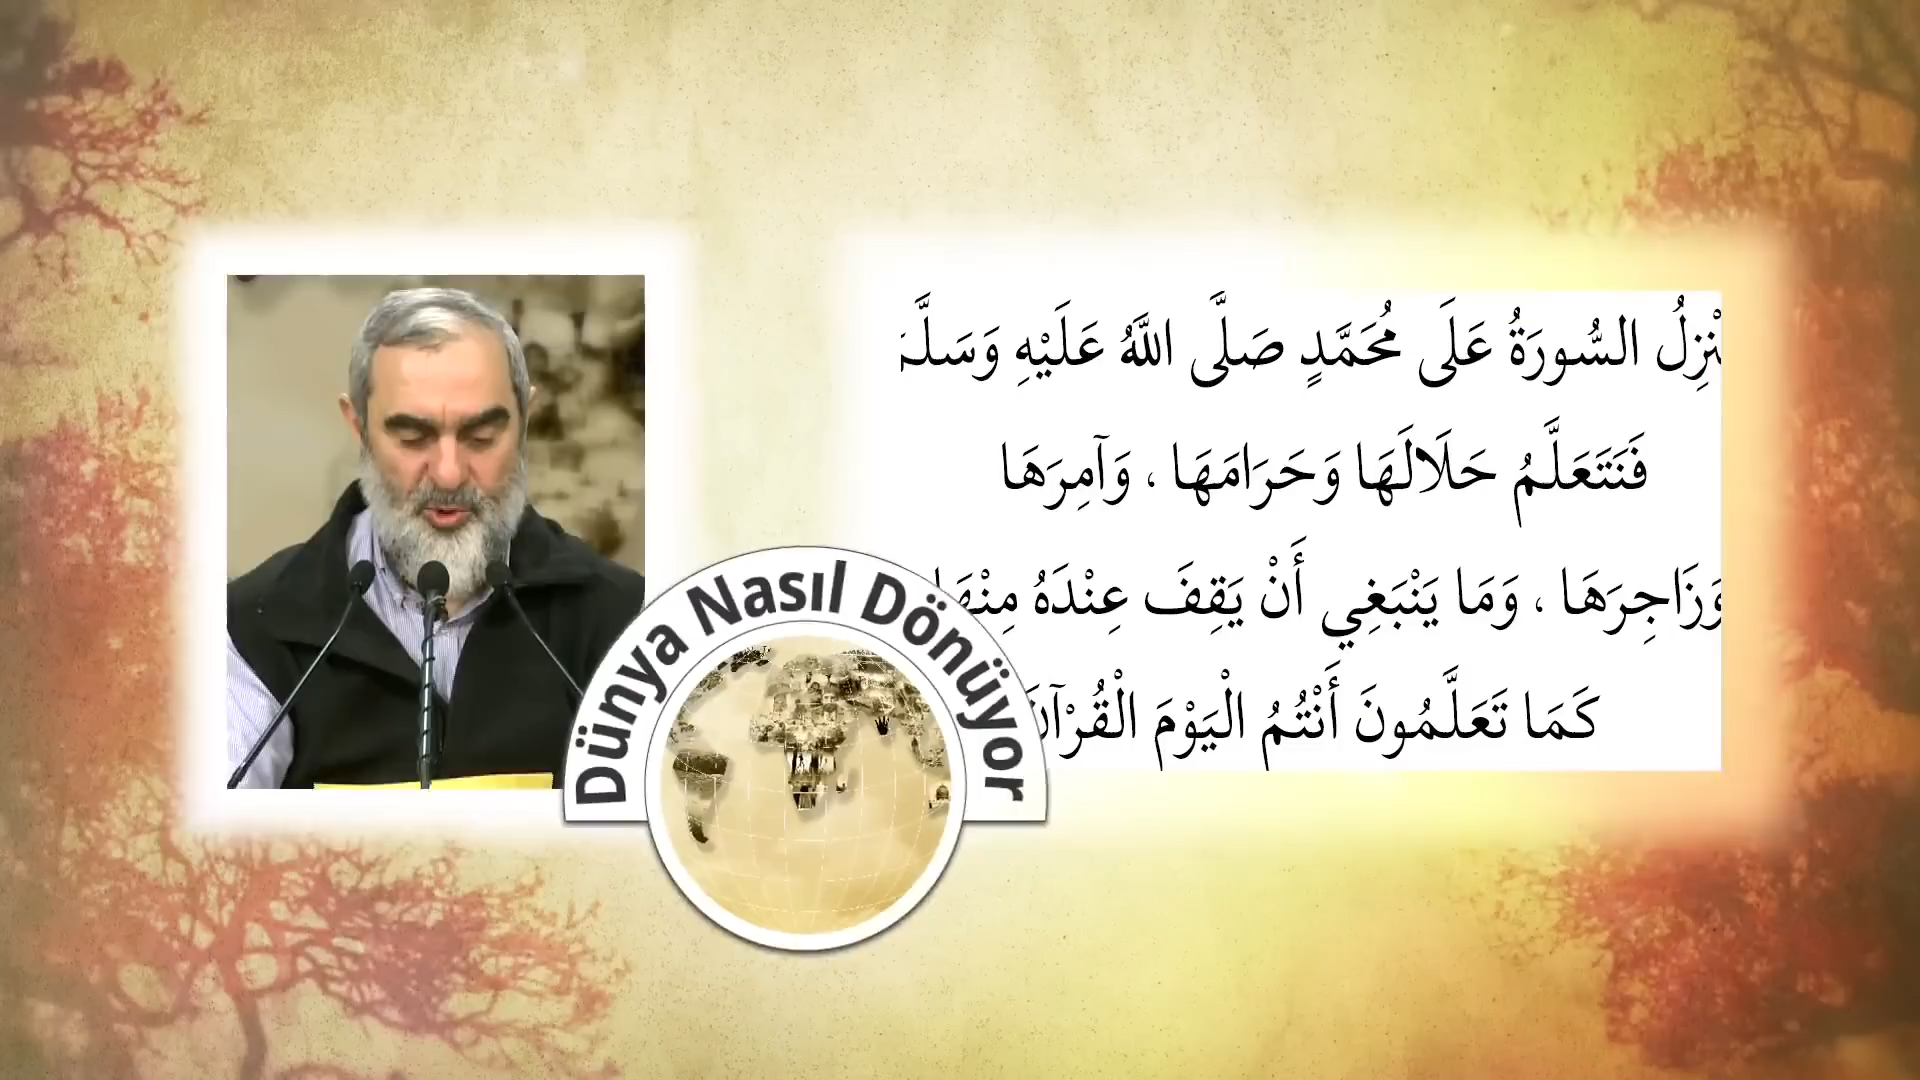 السُّورَةُ عَلَى مُحَمَّدٍ صَلَّى اللَّهُ عَلَيْهِ
فَنَتَعَلَّمُ حَلَالَهَا وَحَرَامَهَا ، وَآمِرَهَا
وَزَاجِرَهَا ، وَمَا يَنْبَغِي أَنْ يَقِفَ عِنْدَهُ مِنْهَا
كَمَا تَعَلَّمُونَ أَنْتُمُ الْيَوْمَ الْقُرْآنَ
Dünya Nasıl Dönüyor